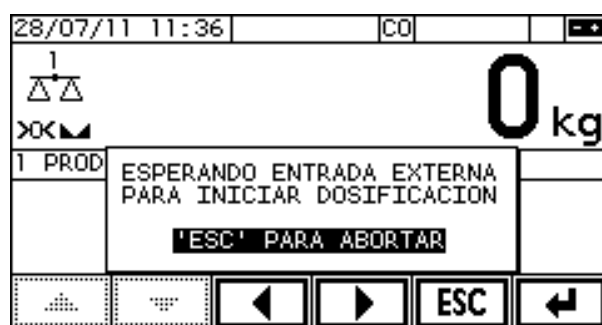 28/07/11 11:36 CO
1
0 kg
1 PROD
ESPERANDO ENTRADA EXTERNA
PARA INICIAR DOSIFICACION
'ESC' PARA ABORTAR
ESC